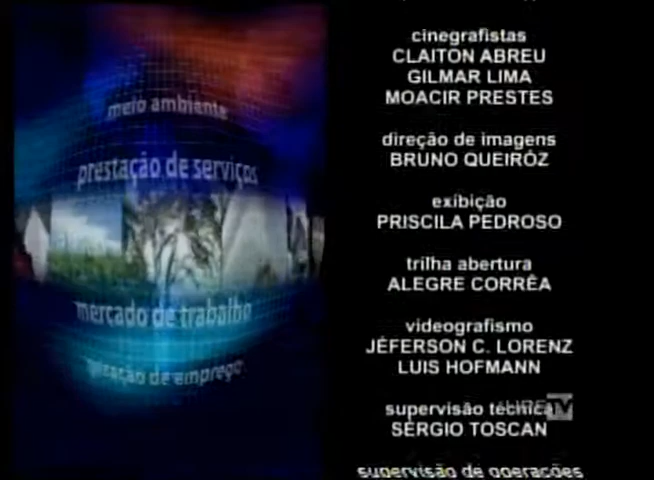 meio ambiente
prestação de serviços
mercado de trabalho
de emprego
cinegrafistas
CLAITON ABREU
GILMAR LIMA
MOACIR PRESTES
direção de imagens
BRUNO QUEIRÓZ
exibição
PRISCILA PEDROSO
trilha abertura
ALEGRE CORRÊA
videografismo
JÉFERSON C. LORENZ
LUIS HOFMANN
supervisão técnica
SÉRGIO TOSCAN
supervisão de operações
TV